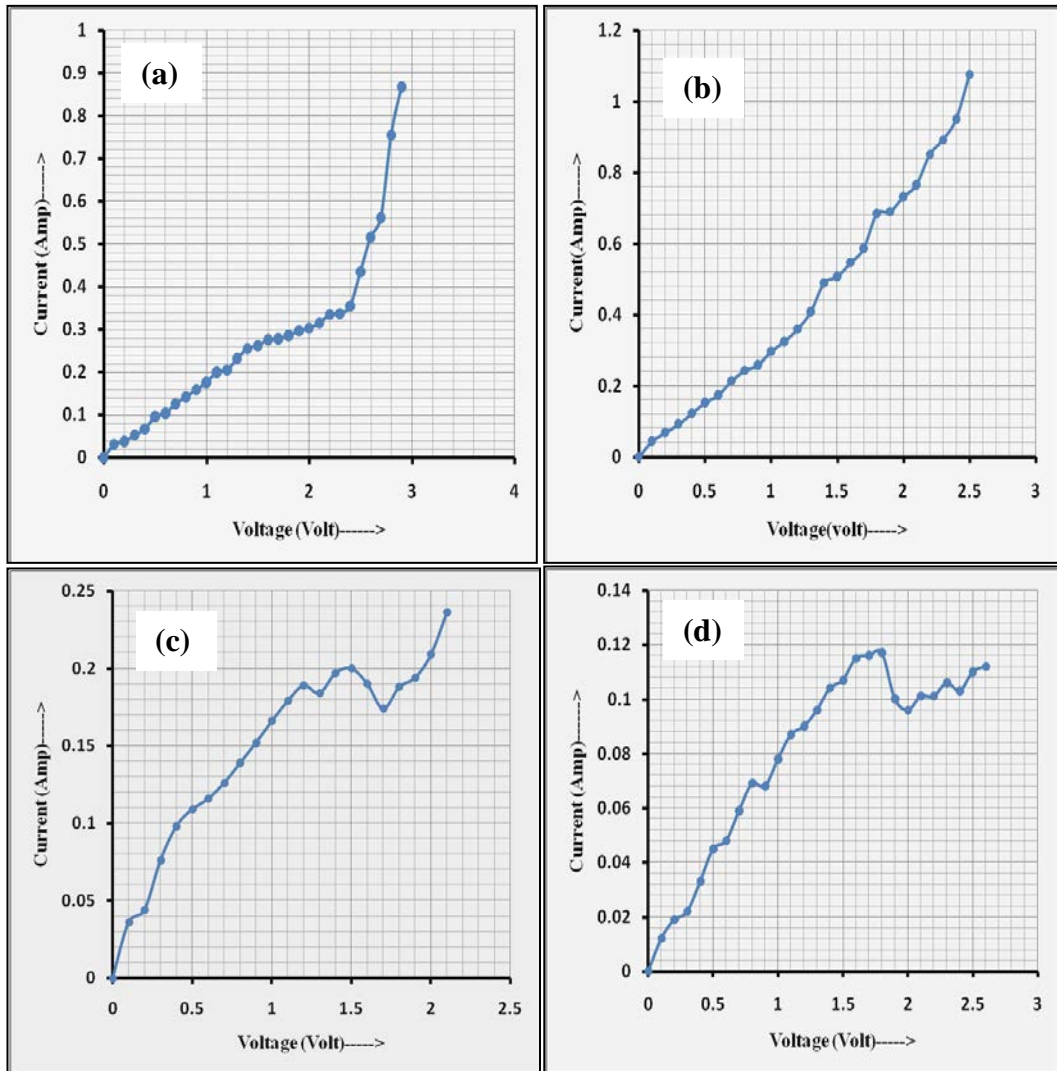 (a)
1
0.9
0.8
0.7
0.6
0.5
0.4
0.3
0.2
0.1
0
Current (Amp)----->
0 1 2 3 4
Voltage (Volt)------>
(b)
1.2
1
0.8
0.6
0.4
0.2
0
Current(Amp)----->
0 0.5 1 1.5 2 2.5 3
Voltage(volt)----->
(c)
0.25
0.2
0.15
0.1
0.05
0
Current (Amp)----->
0 0.5 1 1.5 2 2.5
Voltage (Volt)----->
(d)
0.14
0.12
0.1
0.08
0.06
0.04
0.02
0
Current (Amp)----->
0 0.5 1 1.5 2 2.5 3
Voltage (Volt)----->